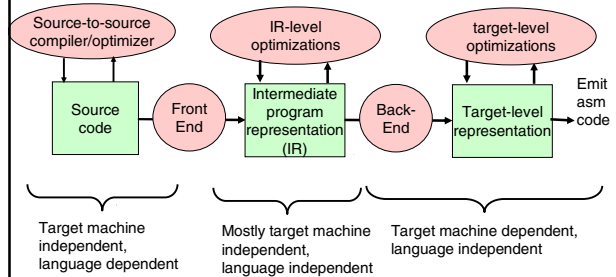 Source-to-source
compiler/optimizer
IR-level
optimizations
target-level
optimizations
Source
code
Front
End
Intermediate
program
representation
(IR)
Back-
End
Target-level
representation
Emit
asm
code
Target machine
independent,
language dependent
Mostly target machine
independent,
language independent
Target machine dependent,
language independent